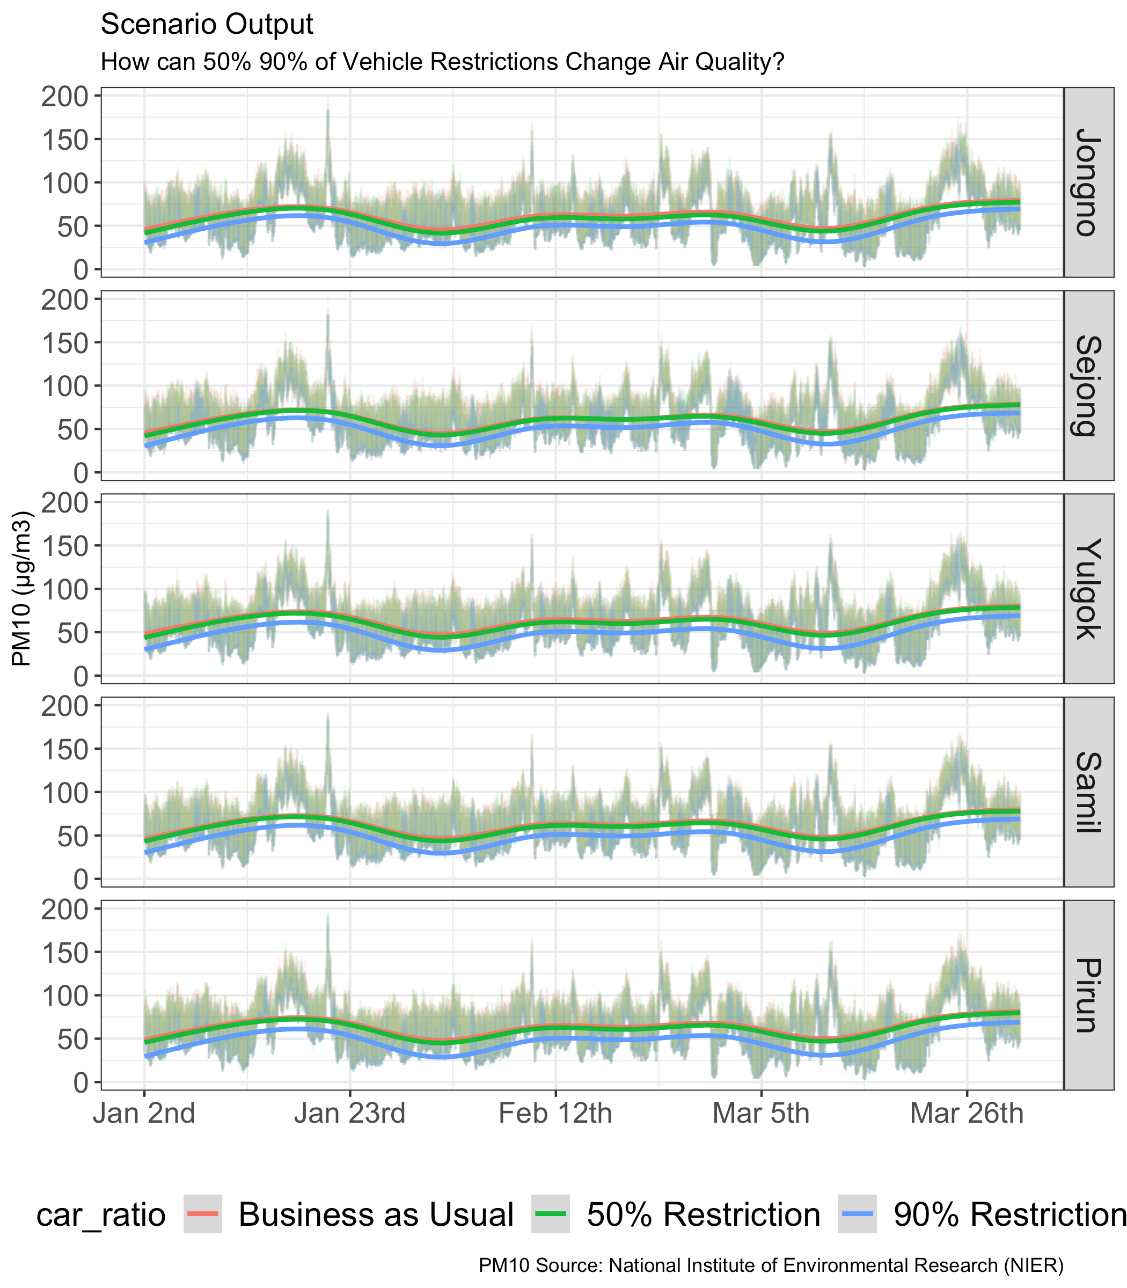 Scenario Output
How can 50% 90% of Vehicle Restrictions Change Air Quality?
PM10 (μg/m3)
200
150
100
50
0
Jongno
200
150
100
50
0
Sejong
200
150
100
50
0
Yulgok
200
150
100
50
0
Samil
200
150
100
50
0
Pirun
Jan 2nd Jan 23rd Feb 12th Mar 5th Mar 26th
car_ratio Business as Usual 50% Restriction 90% Restriction
PM10 Source: National Institute of Environmental Research (NIER)